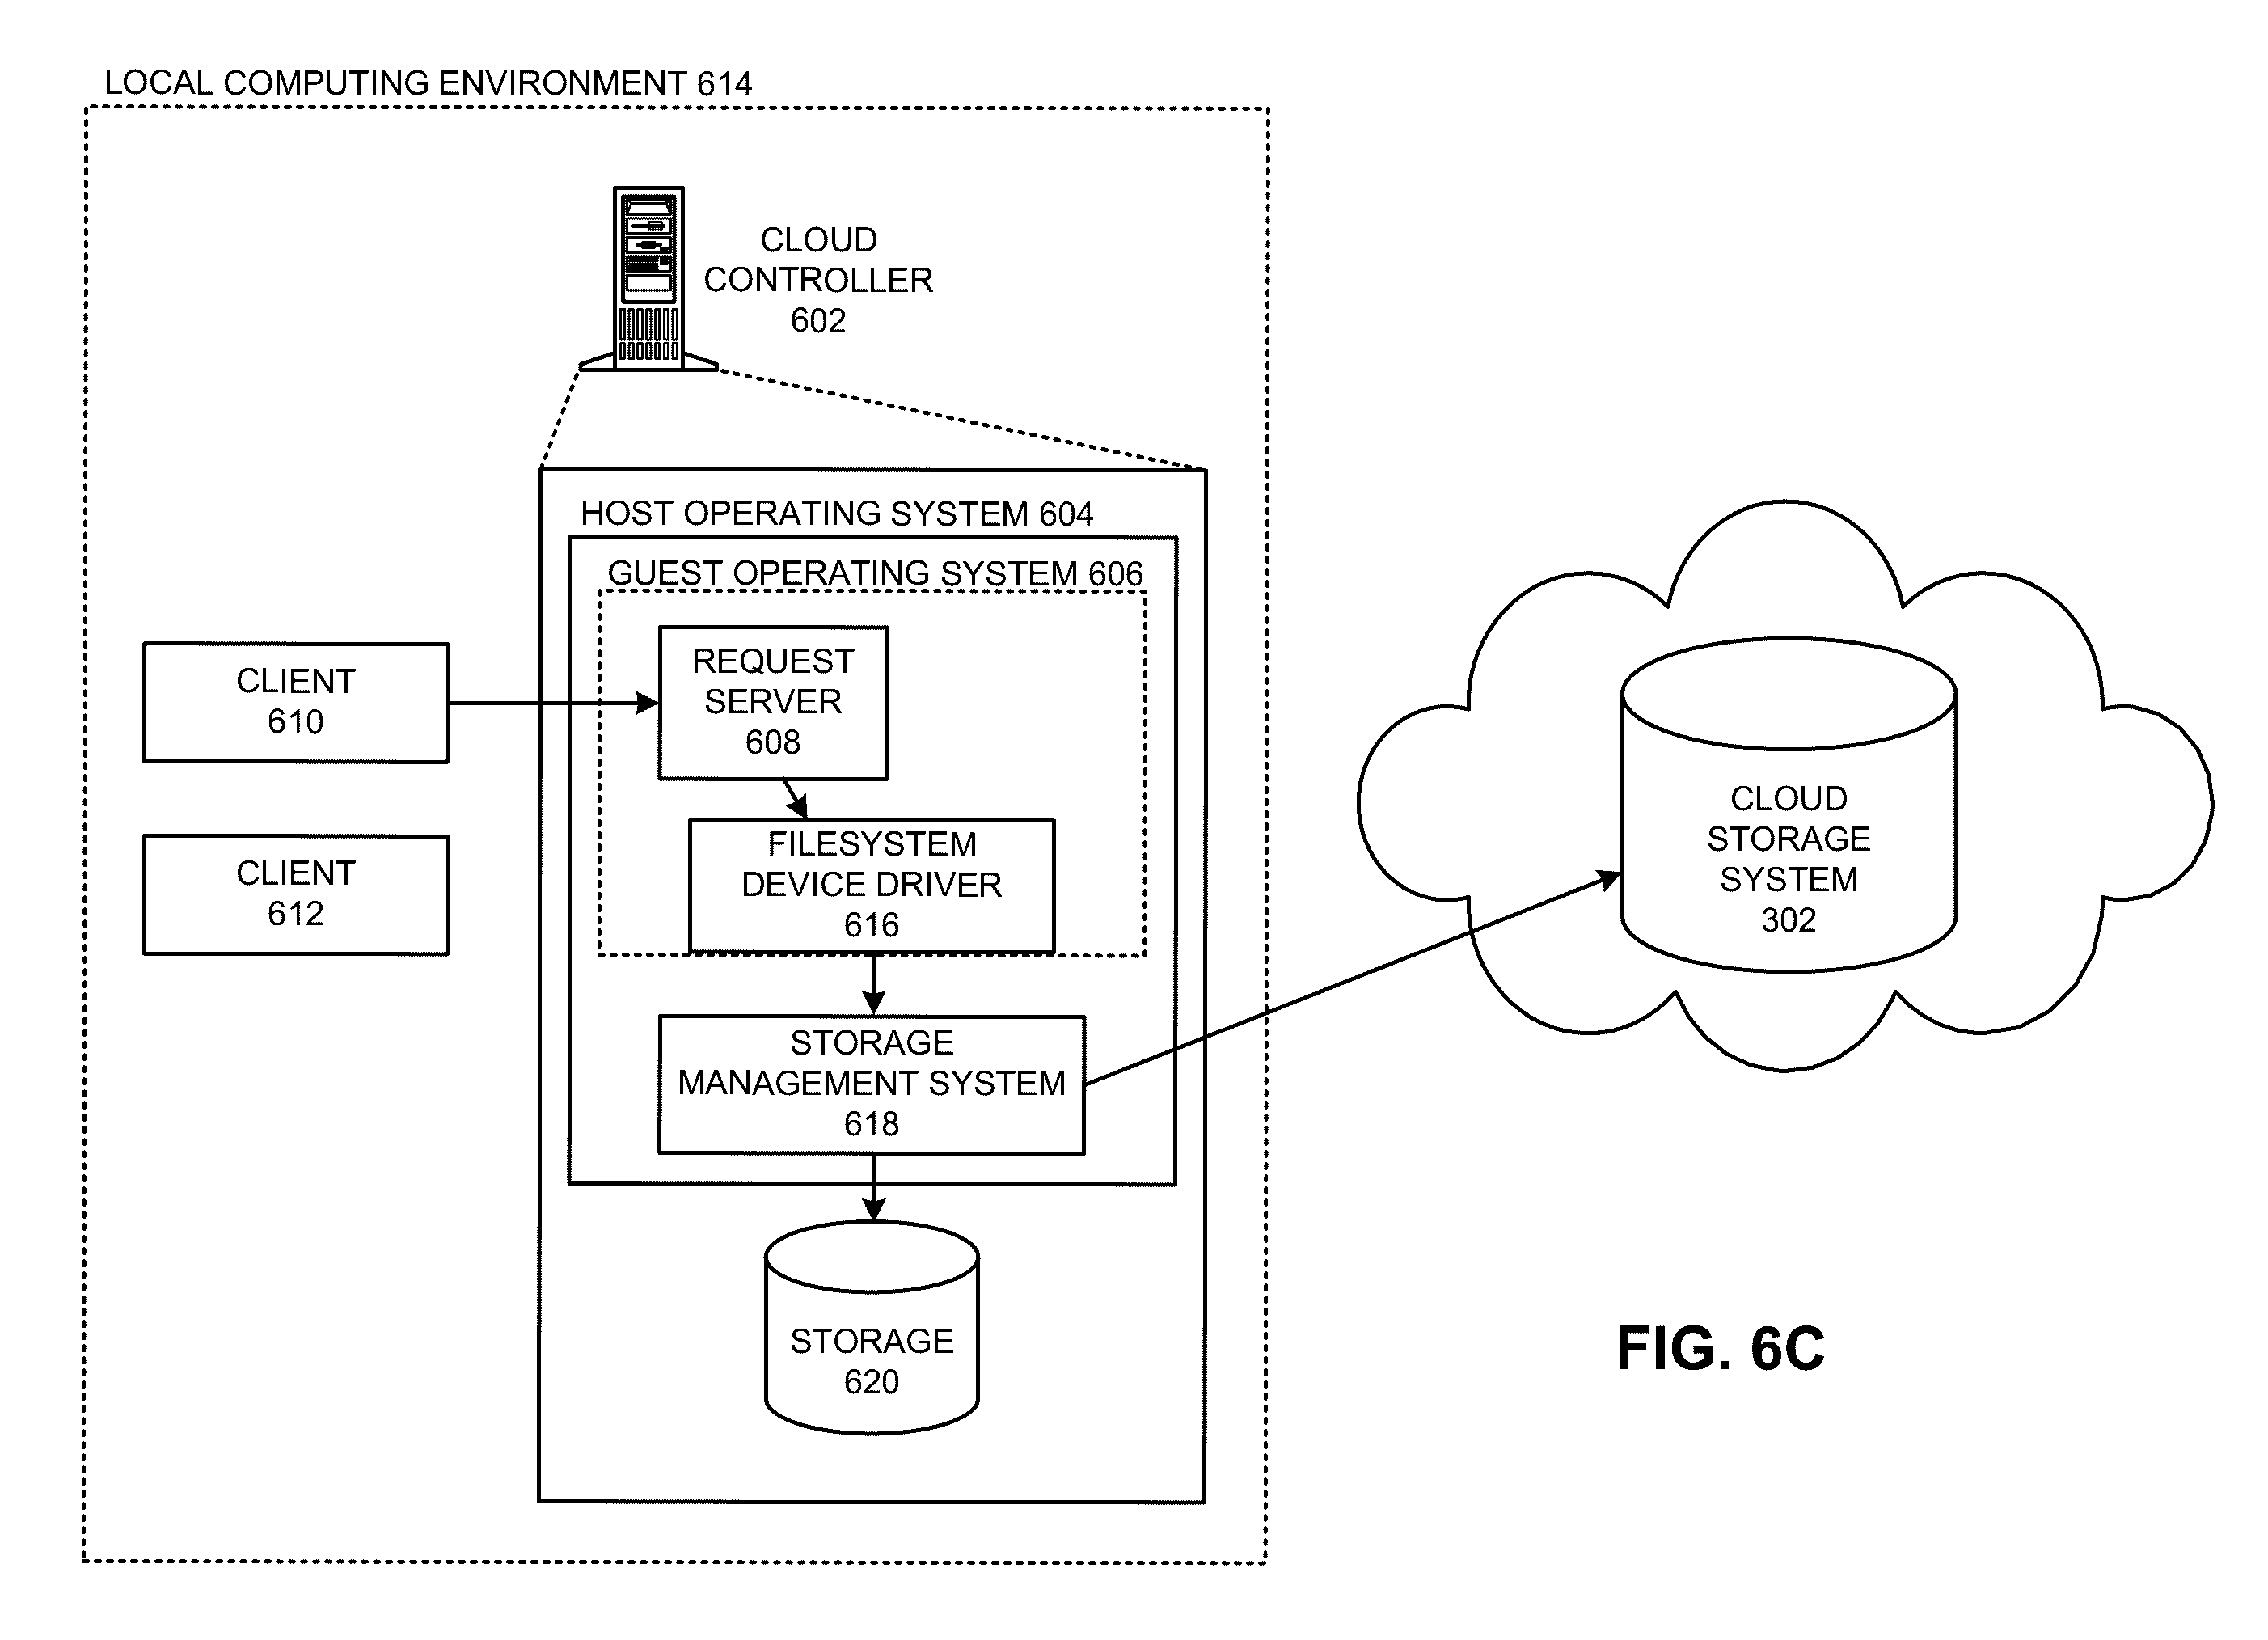 LOCAL COMPUTING ENVIRONMENT 614
CLOUD
CONTROLLER
602
HOST OPERATING SYSTEM 604
GUEST OPERATING SYSTEM 606
REQUEST
SERVER
608
CLIENT
610
FILESYSTEM
DEVICE DRIVER
616
CLIENT
612
STORAGE
MANAGEMENT SYSTEM
618
STORAGE
620
CLOUD
STORAGE
SYSTEM
302
FIG. 6C